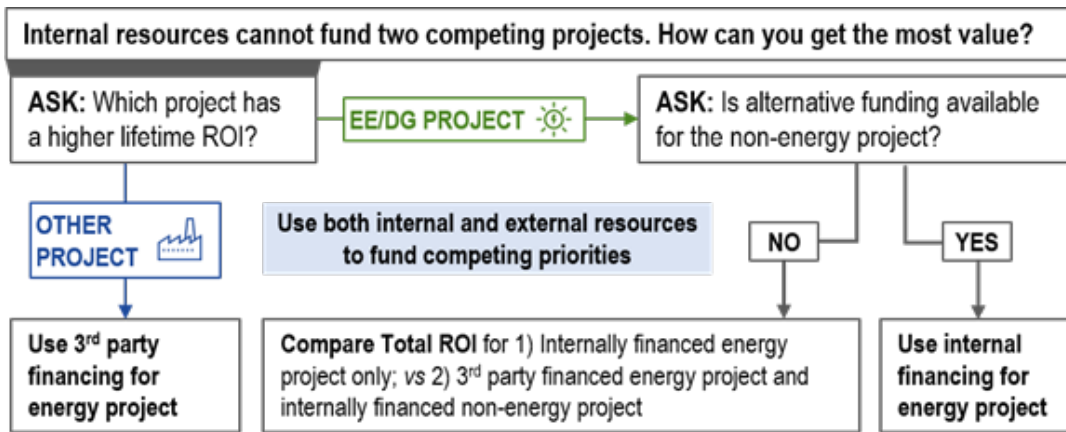 Internal resources cannot fund two competing projects. How can you get the most value?
ASK: Which project has
a higher lifetime ROI?
EE/DG PROJECT
ASK: Is alternative funding available
for the non-energy project?
OTHER
PROJECT
Use both internal and external resources
to fund competing priorities
NO
YES
Use 3rd party
financing for
energy project
Compare Total ROI for 1) Internally financed energy
project only; vs 2) 3rd party financed energy project and
internally financed non-energy project
Use internal
financing for
energy project